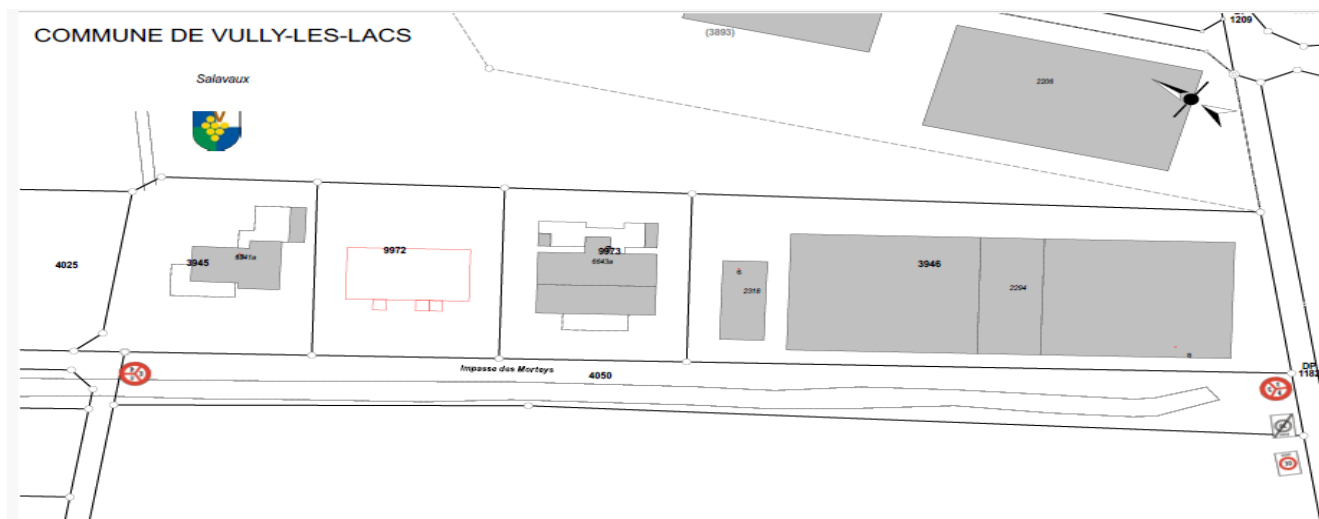 1209
COMMUNE DE VULLY-LES-LACS
(3893)
Salavaux
2206
V
9972
9973
3945
3946
4025
2318
2294
Impasse des Morteys
4050
DP
1182
30